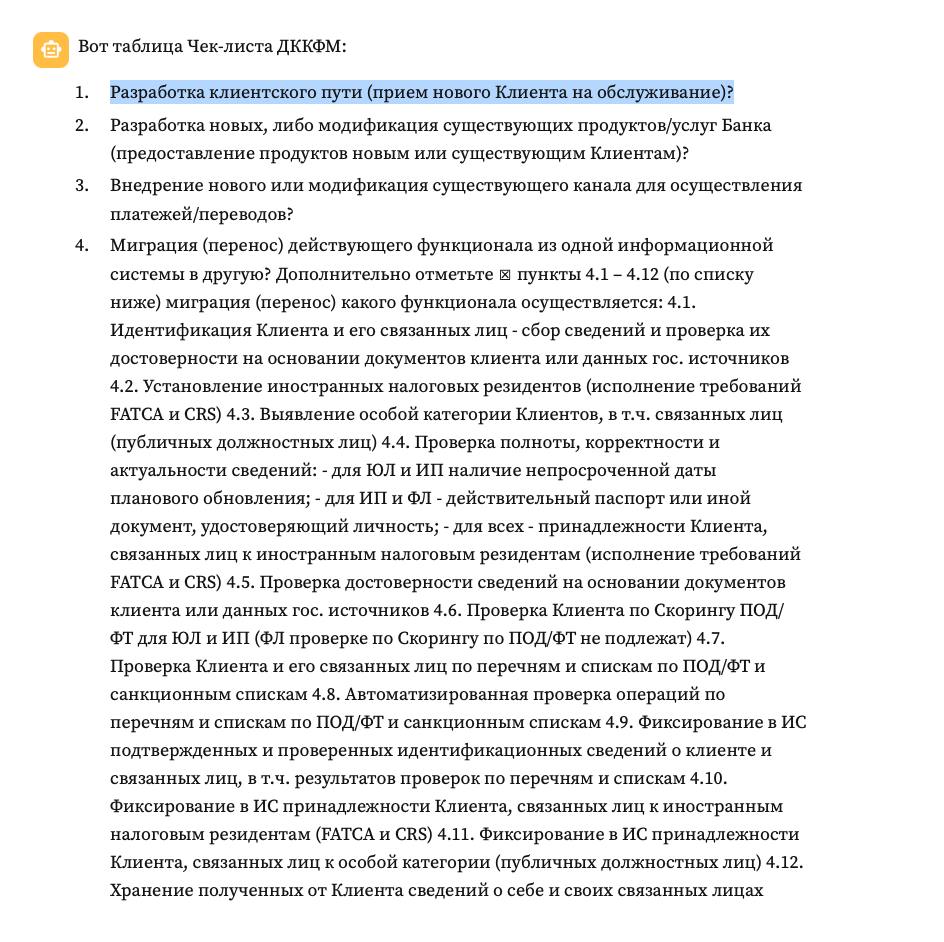 Вот таблица Чек-листа ДККФМ:
1. Разработка клиентского пути (прием нового Клиента на обслуживание)?
2. Разработка новых, либо модификация существующих продуктов/услуг Банка
(предоставление продуктов новым или существующим Клиентам)?
3. Внедрение нового или модификация существующего канала для осуществления
платежей/переводов?
4. Миграция (перенос) действующего функционала из одной информационной
системы в другую? Дополнительно отметьте ☒ пункты 4.1 – 4.12 (по списку
ниже) миграция (перенос) какого функционала осуществляется: 4.1.
Идентификация Клиента и его связанных лиц - сбор сведений и проверка их
достоверности на основании документов клиента или данных гос. источников
4.2. Установление иностранных налоговых резидентов (исполнение требований
FATCA и CRS) 4.3. Выявление особой категории Клиентов, в т.ч. связанных лиц
(публичных должностных лиц) 4.4. Проверка полноты, корректности и
актуальности сведений: - для ЮЛ и ИП наличие непросроченной даты
планового обновления; - для ИП и ФЛ - действительный паспорт или иной
документ, удостоверяющий личность; - для всех - принадлежности Клиента,
связанных лиц к иностранным налоговым резидентам (исполнение требований
FATCA и CRS) 4.5. Проверка достоверности сведений на основании документов
клиента или данных гос. источников 4.6. Проверка Клиента по Скорингу ПОД/
ФТ для ЮЛ и ИП (ФЛ проверке по Скорингу по ПОД/ФТ не подлежат) 4.7.
Проверка Клиента и его связанных лиц по перечням и спискам по ПОД/ФТ и
санкционным спискам 4.8. Автоматизированная проверка операций по
перечням и спискам по ПОД/ФТ и санкционным спискам 4.9. Фиксирование в ИС
подтвержденных и проверенных идентификационных сведений о клиенте и
связанных лиц, в т.ч. результатов проверок по перечням и спискам 4.10.
Фиксирование в ИС принадлежности Клиента, связанных лиц к иностранным
налоговым резидентам (FATCA и CRS) 4.11. Фиксирование в ИС принадлежности
Клиента, связанных лиц к особой категории (публичных должностных лиц) 4.12.
Хранение полученных от Клиента сведений о себе и своих связанных лицах